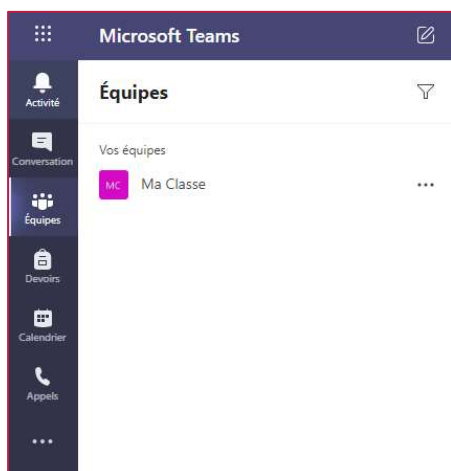 Microsoft Teams
Activité
Équipes
Conversation
Vos équipes
MC Ma Classe
Équipes
Devoirs
Calendrier
Appels